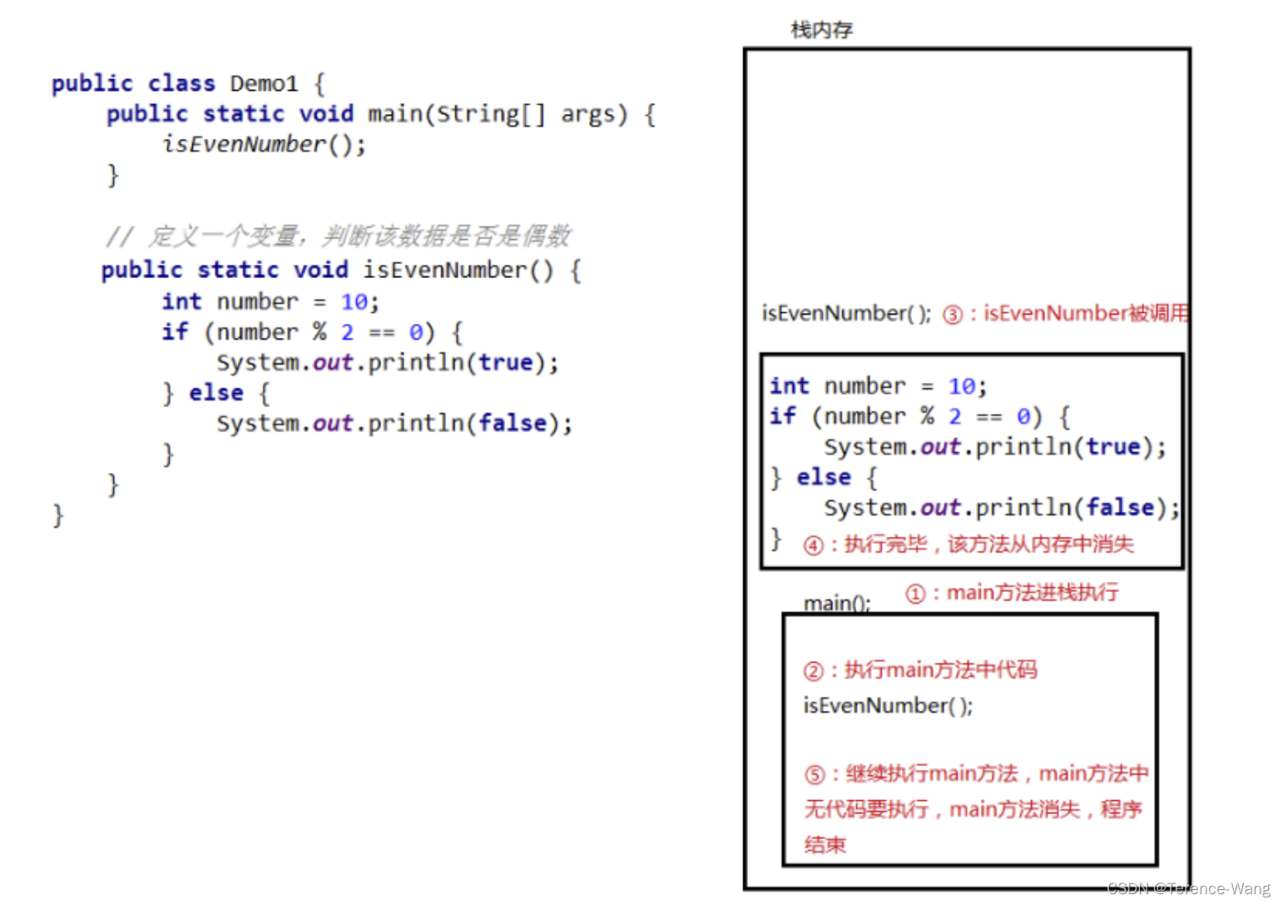 public class Demo1 {
public static void main(String[] args) {
isEvenNumber();
}
// 定义一个变量，判断该数据是否是偶数
public static void isEvenNumber() {
int number = 10;
if (number % 2 == 0) {
System.out.println(true);
} else {
System.out.println(false);
}
}
}
栈内存
isEvenNumber( ); ③：isEvenNumber被调用
int number = 10;
if (number % 2 == 0) {
System.out.println(true);
} else {
System.out.println(false);
} ④：执行完毕，该方法从内存中消失
main(); ①：main方法进栈执行
②：执行main方法中代码
isEvenNumber( );
⑤：继续执行main方法，main方法中
无代码要执行，main方法消失，程序
结束
CSDN @Terence-Wang